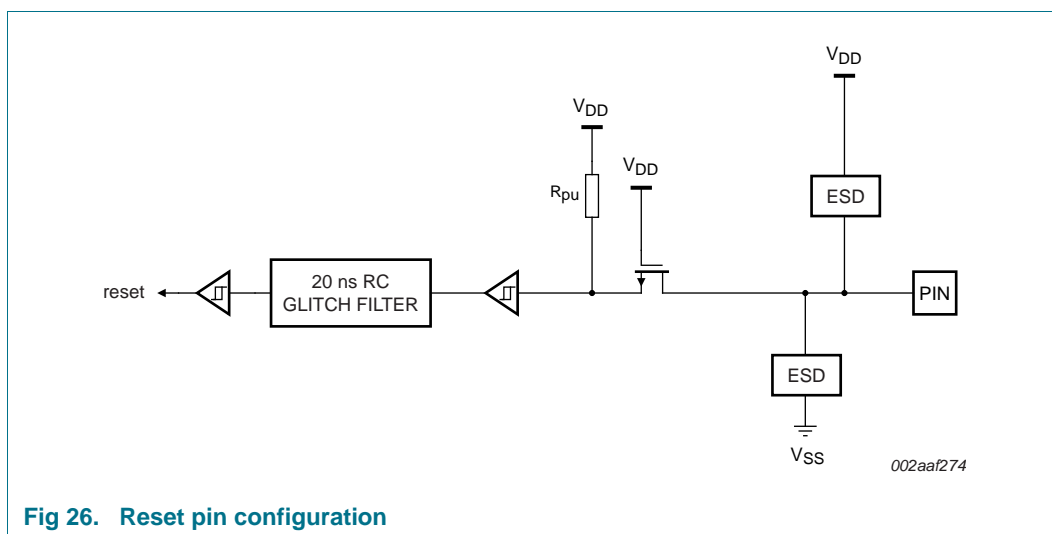 VDD
VDD
VDD
Rpu
ESD
reset
20 ns RC
GLITCH FILTER
PIN
ESD
VSS
002aaf274
Fig 26. Reset pin configuration